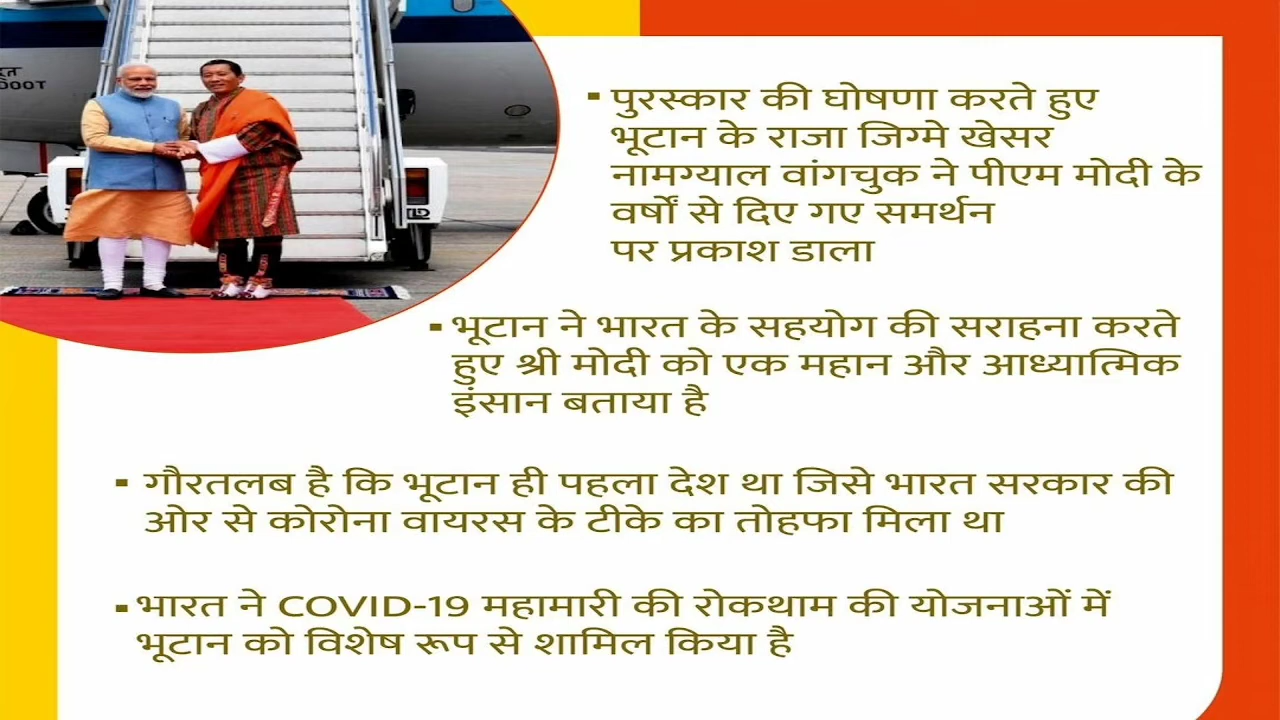 DOOT
▪ पुरस्कार की घोषणा करते हुए
भूटान के राजा जिग्मे खेसर
नामग्याल वांगचुक ने पीएम मोदी के
वर्षों से दिए गए समर्थन
पर प्रकाश डाला
▪ भूटान ने भारत के सहयोग की सराहना करते
हुए श्री मोदी को एक महान और आध्यात्मिक
इंसान बताया है
▪ गौरतलब है कि भूटान ही पहला देश था जिसे भारत सरकार की
ओर से कोरोना वायरस के टीके का तोहफा मिला था
▪ भारत ने COVID-19 महामारी की रोकथाम की योजनाओं में
भूटान को विशेष रूप से शामिल किया है